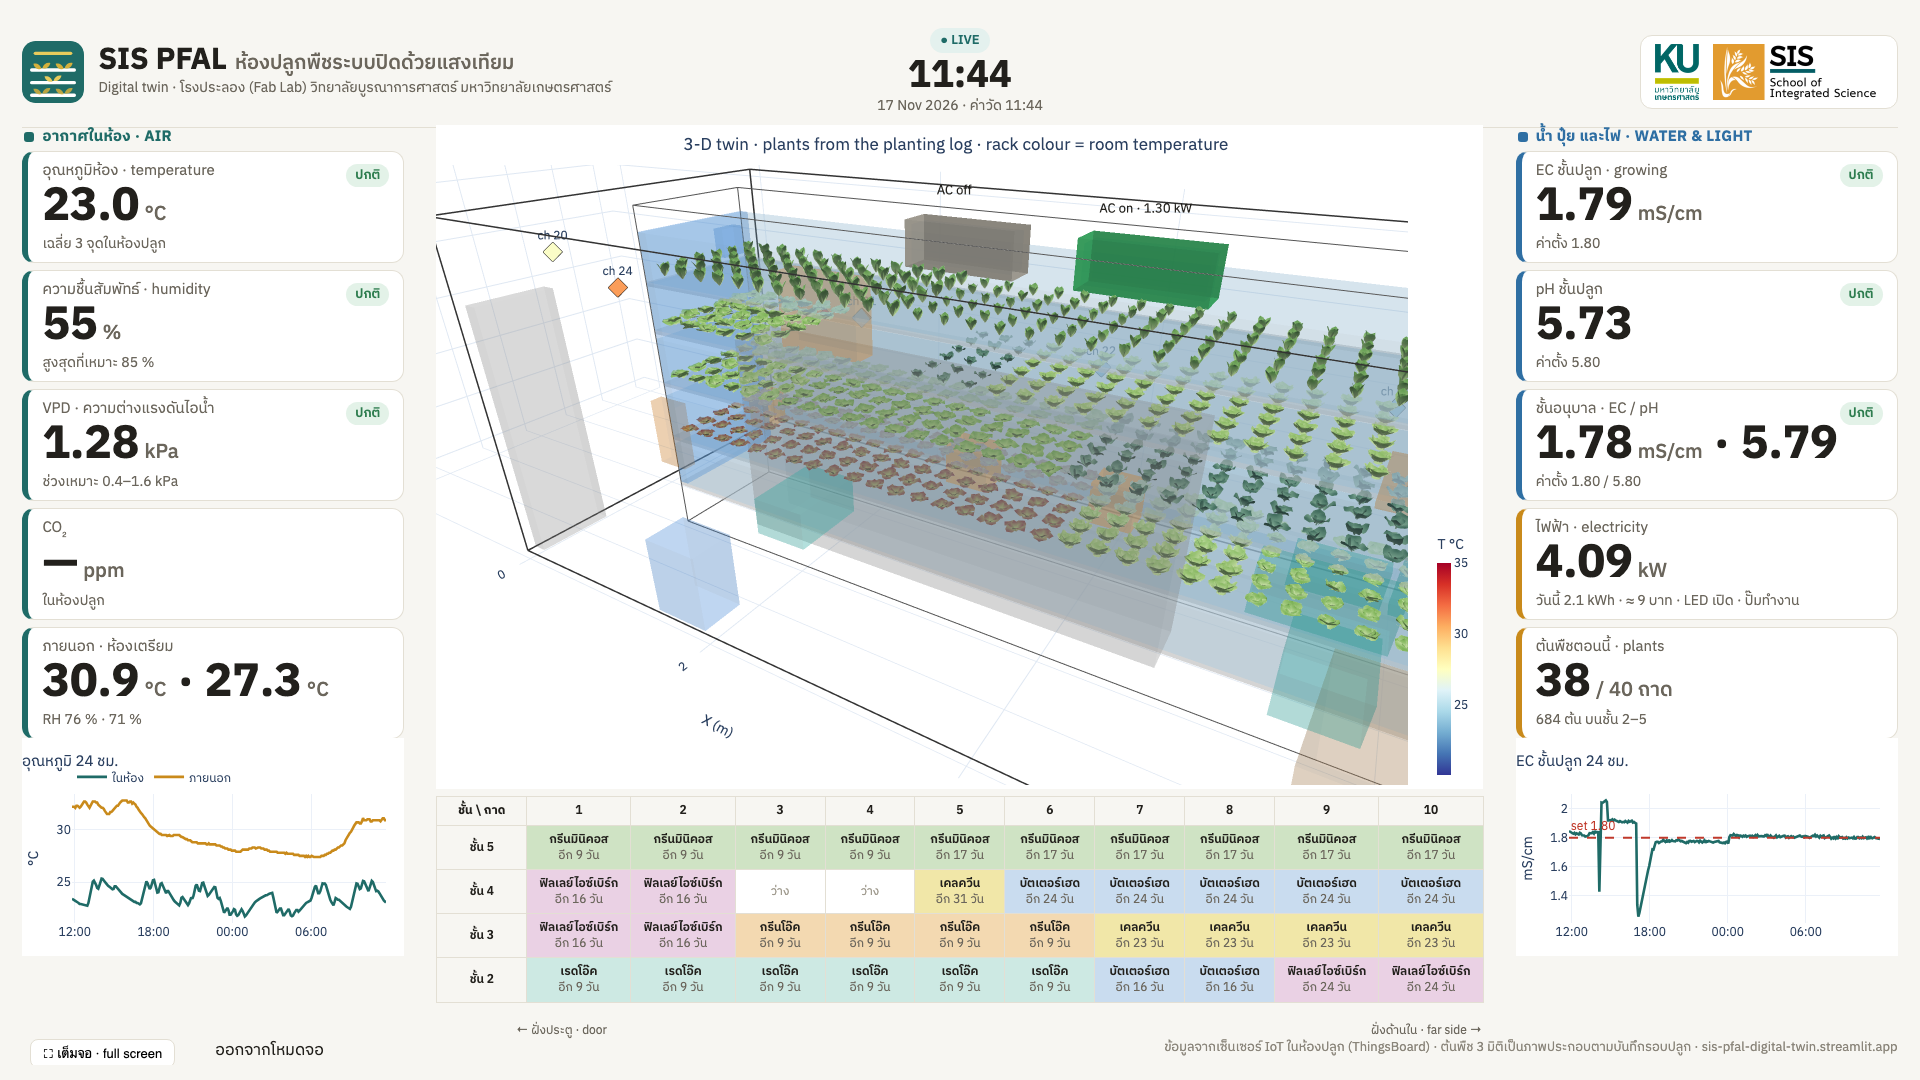 SIS PFAL ห้องปลูกพืชระบบปิดด้วยแสงเทียม
Digital twin · โรงประลอง (Fab Lab) วิทยาลัยบูรณาการศาสตร์ มหาวิทยาลัยเกษตรศาสตร์
● LIVE
11:44
17 Nov 2026 · ค่าวัด 11:44
KU
มหาวิทยาลัย
เกษตรศาสตร์
SIS
School of
Integrated Science
อากาศในห้อง · AIR
อุณหภูมิห้อง · temperature
ปกติ
23.0 °C
เฉลี่ย 3 จุดในห้องปลูก
ความชื้นสัมพัทธ์ · humidity
ปกติ
55 %
สูงสุดที่เหมาะ 85 %
VPD · ความต่างแรงดันไอน้ำ
ปกติ
1.28 kPa
ช่วงเหมาะ 0.4–1.6 kPa
CO₂
— ppm
ในห้องปลูก
ภายนอก · ห้องเตรียม
30.9 °C · 27.3 °C
RH 76 % · 71 %
อุณหภูมิ 24 ชม.
ในห้อง
ภายนอก
°C
30
25
12:00 18:00 00:00 06:00
3-D twin · plants from the planting log · rack colour = room temperature
AC off
AC on · 1.30 kW
ch 20
ch 24
ch 22
ch
0
2
X (m)
T °C
35
30
25
ชั้น \ ถาด 1 2 3 4 5 6 7 8 9 10
ชั้น 5 กรีนมินิคอส กรีนมินิคอส กรีนมินิคอส กรีนมินิคอส กรีนมินิคอส กรีนมินิคอส กรีนมินิคอส กรีนมินิคอส กรีนมินิคอส กรีนมินิคอส
อีก 9 วัน อีก 9 วัน อีก 9 วัน อีก 9 วัน อีก 17 วัน อีก 17 วัน อีก 17 วัน อีก 17 วัน อีก 17 วัน อีก 17 วัน
ชั้น 4 ฟิลเลย์ไอซ์เบิร์ก ฟิลเลย์ไอซ์เบิร์ก ว่าง ว่าง เคลควีน บัตเตอร์เฮด บัตเตอร์เฮด บัตเตอร์เฮด บัตเตอร์เฮด บัตเตอร์เฮด
อีก 16 วัน อีก 16 วัน อีก 31 วัน อีก 24 วัน อีก 24 วัน อีก 24 วัน อีก 24 วัน อีก 24 วัน
ชั้น 3 ฟิลเลย์ไอซ์เบิร์ก ฟิลเลย์ไอซ์เบิร์ก กรีนโอ๊ค กรีนโอ๊ค กรีนโอ๊ค กรีนโอ๊ค เคลควีน เคลควีน เคลควีน เคลควีน
อีก 16 วัน อีก 16 วัน อีก 9 วัน อีก 9 วัน อีก 9 วัน อีก 9 วัน อีก 23 วัน อีก 23 วัน อีก 23 วัน อีก 23 วัน
ชั้น 2 เรดโอ๊ค เรดโอ๊ค เรดโอ๊ค เรดโอ๊ค เรดโอ๊ค เรดโอ๊ค บัตเตอร์เฮด บัตเตอร์เฮด ฟิลเลย์ไอซ์เบิร์ก ฟิลเลย์ไอซ์เบิร์ก
อีก 9 วัน อีก 9 วัน อีก 9 วัน อีก 9 วัน อีก 9 วัน อีก 9 วัน อีก 16 วัน อีก 16 วัน อีก 24 วัน อีก 24 วัน
← ฝั่งประตู · door
ฝั่งด้านใน · far side →
น้ำ ปุ๋ย และไฟ · WATER & LIGHT
EC ชั้นปลูก · growing
ปกติ
1.79 mS/cm
ค่าตั้ง 1.80
pH ชั้นปลูก
ปกติ
5.73
ค่าตั้ง 5.80
ชั้นอนุบาล · EC / pH
ปกติ
1.78 mS/cm · 5.79
ค่าตั้ง 1.80 / 5.80
ไฟฟ้า · electricity
4.09 kW
วันนี้ 2.1 kWh · ≈ 9 บาท · LED เปิด · ปั๊มทำงาน
ต้นพืชตอนนี้ · plants
38 / 40 ถาด
684 ต้น บนชั้น 2–5
EC ชั้นปลูก 24 ชม.
mS/cm
2
1.8
1.6
1.4
set 1.80
12:00 18:00 00:00 06:00
⛶ เต็มจอ · full screen
ออกจากโหมดจอ
ข้อมูลจากเซ็นเซอร์ IoT ในห้องปลูก (ThingsBoard) · ต้นพืช 3 มิติเป็นภาพประกอบตามบันทึกรอบปลูก · sis-pfal-digital-twin.streamlit.app